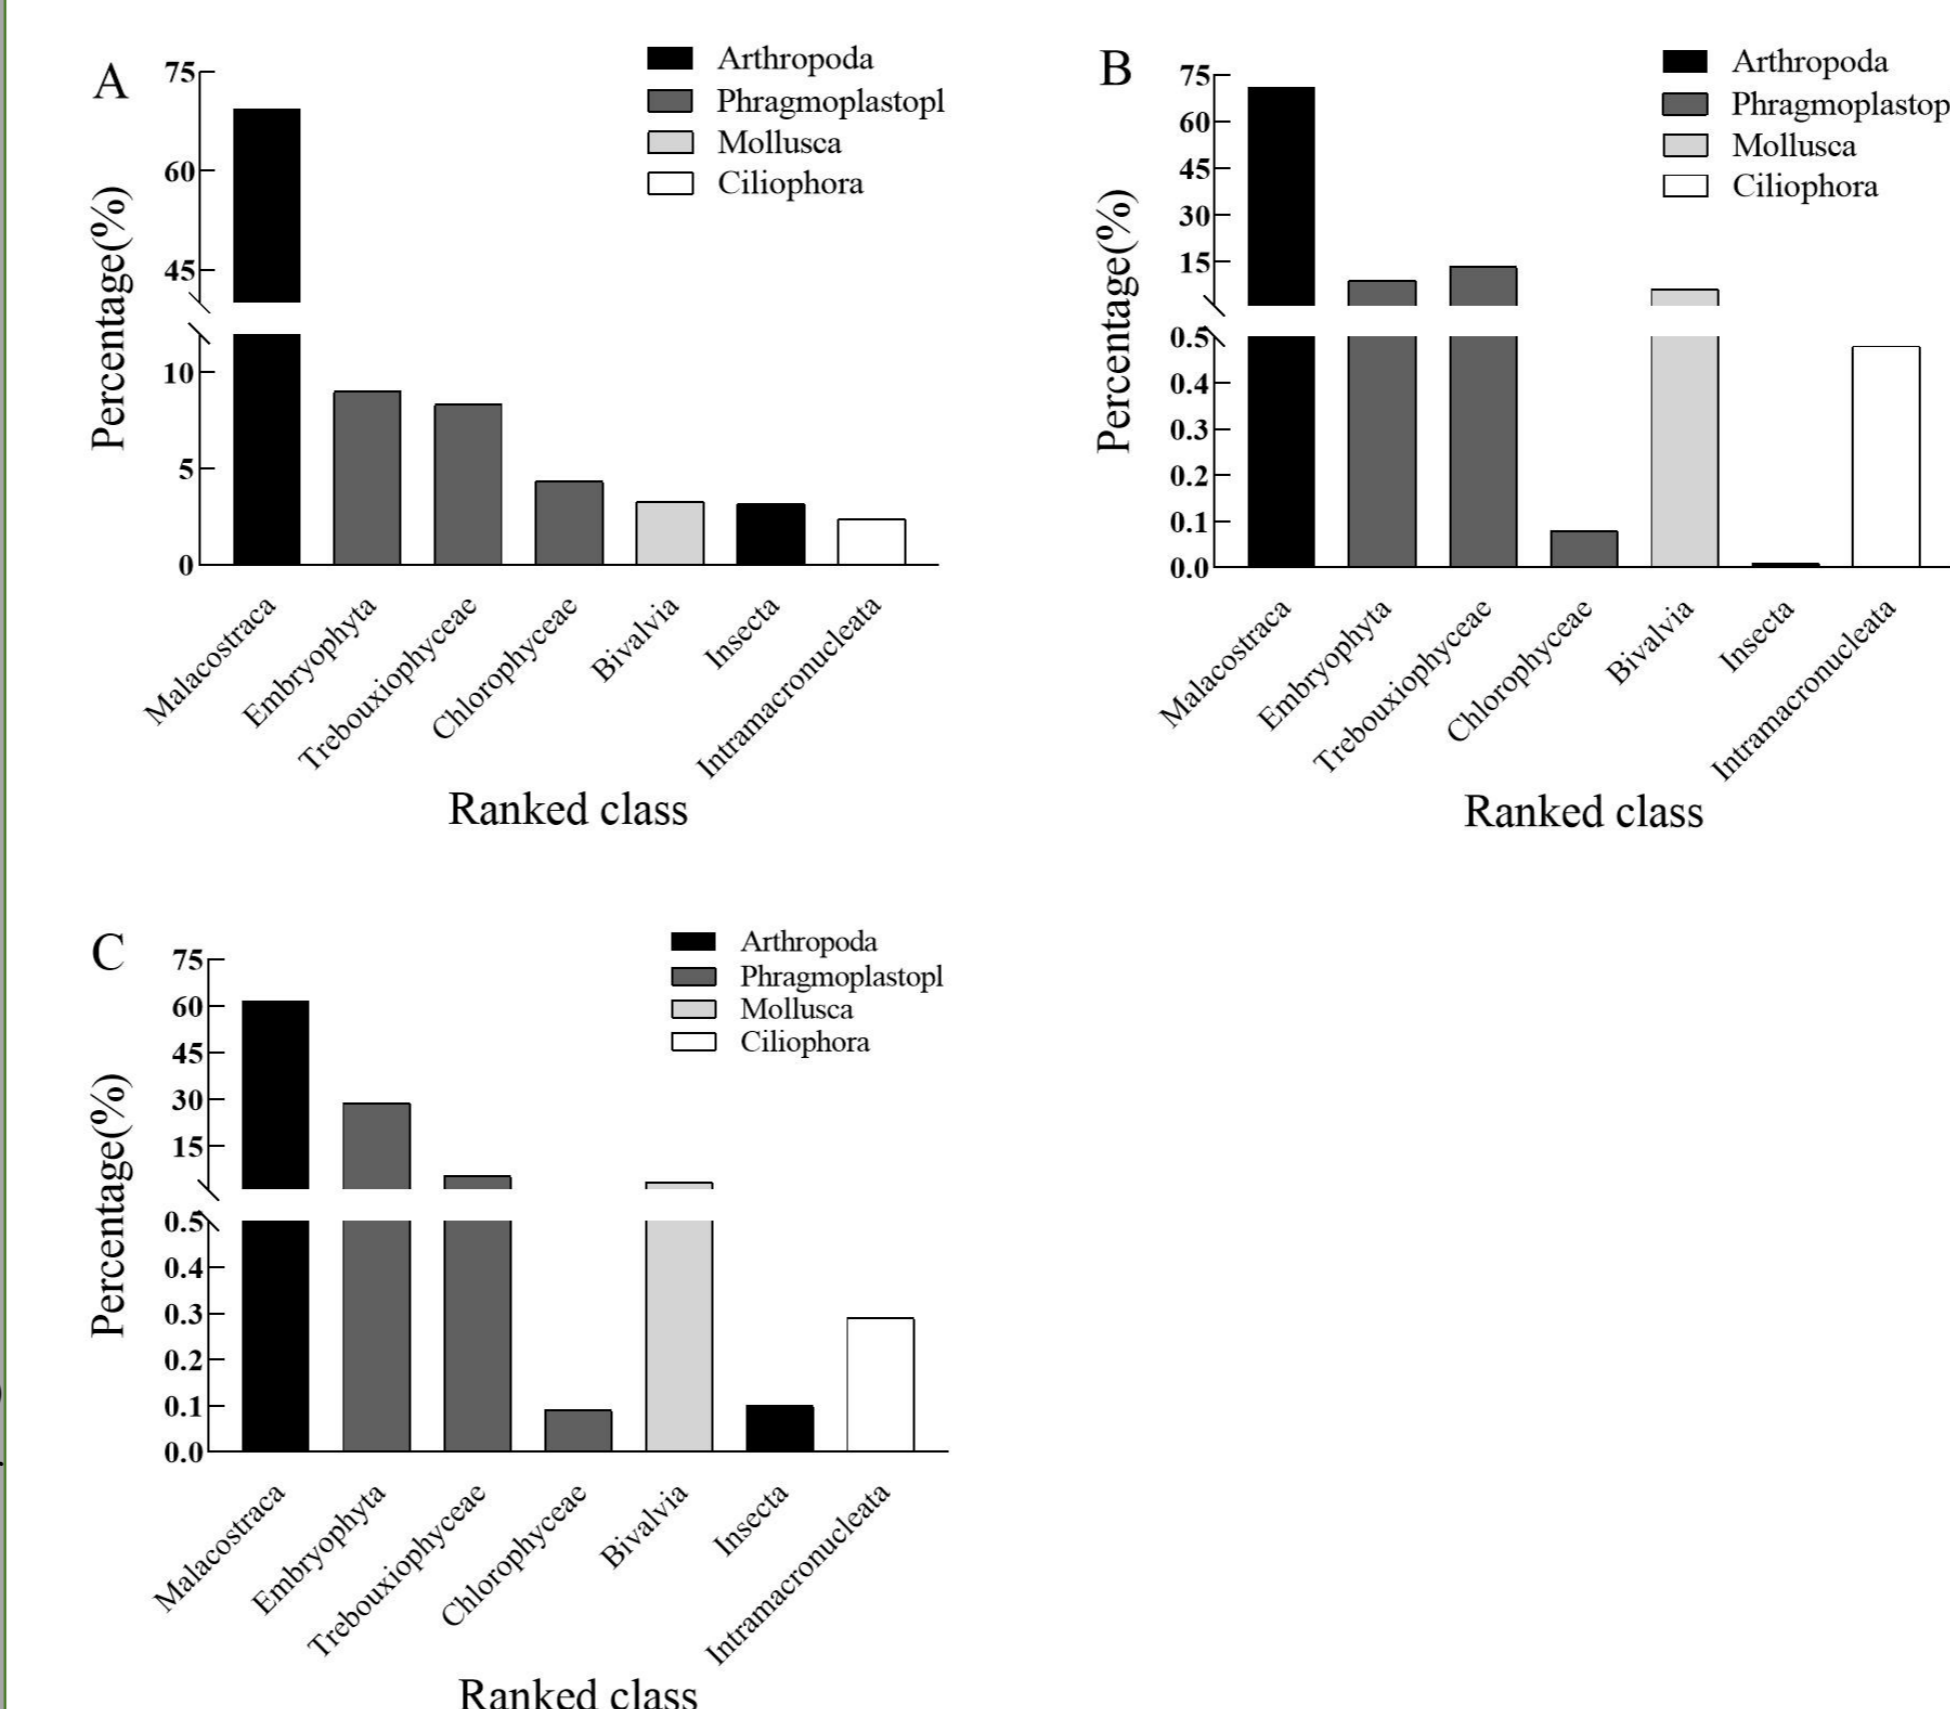 A
75
60
45
10
5
0
Percentage(%)
Arthropoda
Phragmoplastopl
Mollusca
Ciliophora
Malacostraca
Embryophyta
Trebouxiophyceae
Chlorophyceae
Bivalvia
Insecta
Intramacronucleata
Ranked class
B
75
60
45
30
15
0.5
0.4
0.3
0.2
0.1
0.0
Percentage(%)
Arthropoda
Phragmoplastop
Mollusca
Ciliophora
Malacostraca
Embryophyta
Trebouxiophyceae
Chlorophyceae
Bivalvia
Insecta
Intramacronucleata
Ranked class
C
75
60
45
30
15
0.5
0.4
0.3
0.2
0.1
0.0
Percentage(%)
Arthropoda
Phragmoplastopl
Mollusca
Ciliophora
Malacostraca
Embryophyta
Trebouxiophyceae
Chlorophyceae
Bivalvia
Insecta
Intramacronucleata
Ranked class